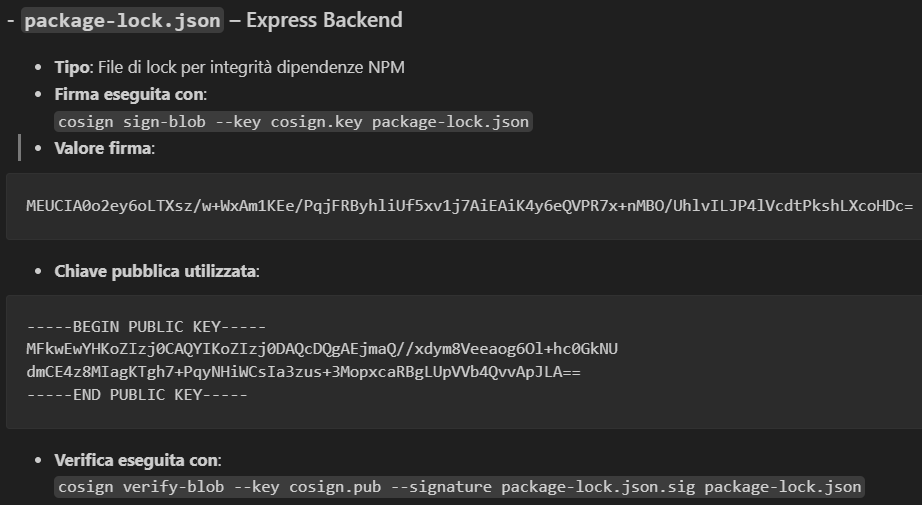 - package-lock.json – Express Backend
• Tipo: File di lock per integrità dipendenze NPM
• Firma eseguita con:
cosign sign-blob --key cosign.key package-lock.json
• Valore firma:
MEUCIA0o2ey6oLTXsz/w+WxAm1KEe/PqjFRByhliUf5xv1j7AiEAiK4y6eQVPR7x+nMBO/UhlvILJP4lVcdtPkshLXcoHDc=
• Chiave pubblica utilizzata:
-----BEGIN PUBLIC KEY-----
MFkwEwYHKoZIzj0CAQYIKoZIzj0DAQcDQgAEjmaQ//xdym8Veeaog6Ol+hc0GkNU
dmCE4z8MIagKTgh7+PqyNHiWCsIa3zus+3MopxcaRBgLUpVVb4QvvApJLA==
-----END PUBLIC KEY-----
• Verifica eseguita con:
cosign verify-blob --key cosign.pub --signature package-lock.json.sig package-lock.json